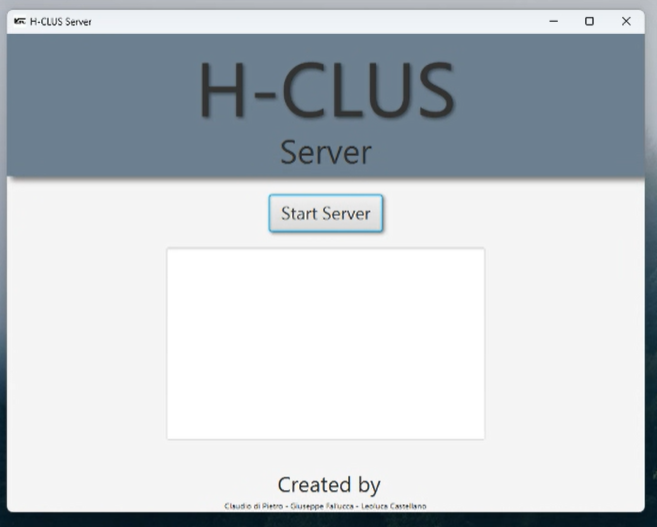 H-CLUS Server
H-CLUS
Server
Start Server
Created by
Claudio di Pietro - Giuseppe Fallucca - Leoluca Castellano